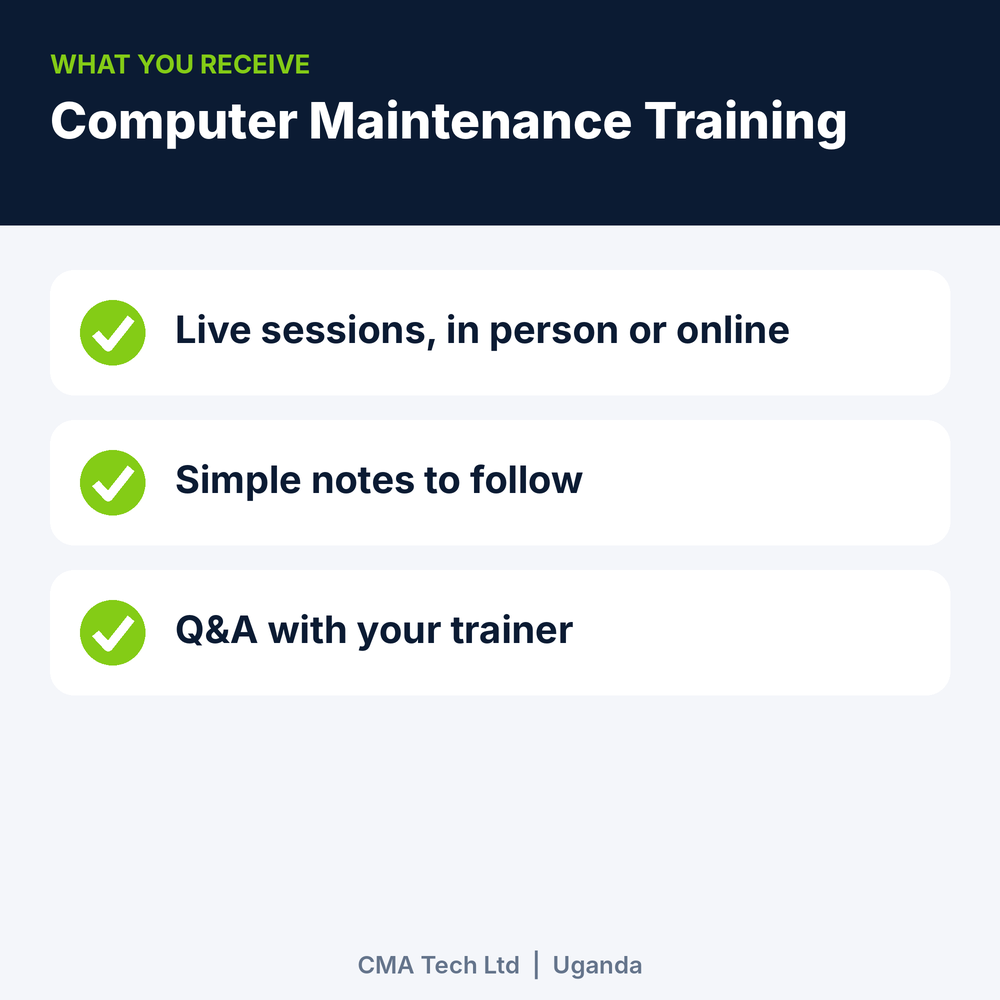 WHAT YOU RECEIVE
Computer Maintenance Training
Live sessions, in person or online
Simple notes to follow
Q&A with your trainer
CMA Tech Ltd | Uganda